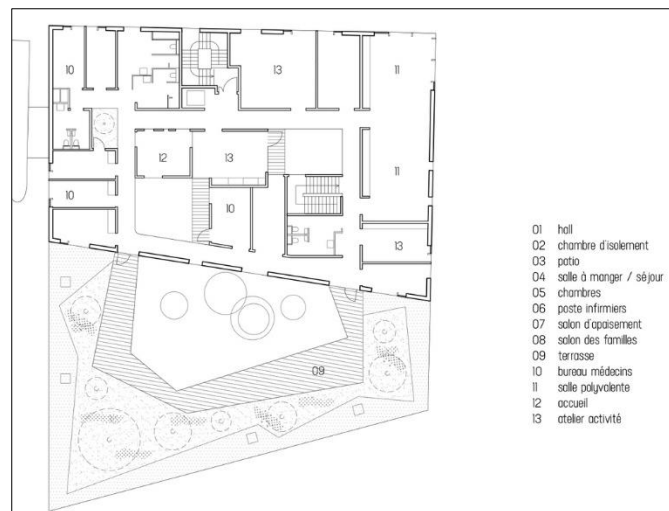 10
13
11
12
13
11
10
10
13
09
01 hall
02 chambre d'isolement
03 patio
04 salle à manger / séjour
05 chambres
06 poste infirmiers
07 salon d'apaisement
08 salon des familles
09 terrasse
10 bureau médecins
11 salle polyvalente
12 accueil
13 atelier activité